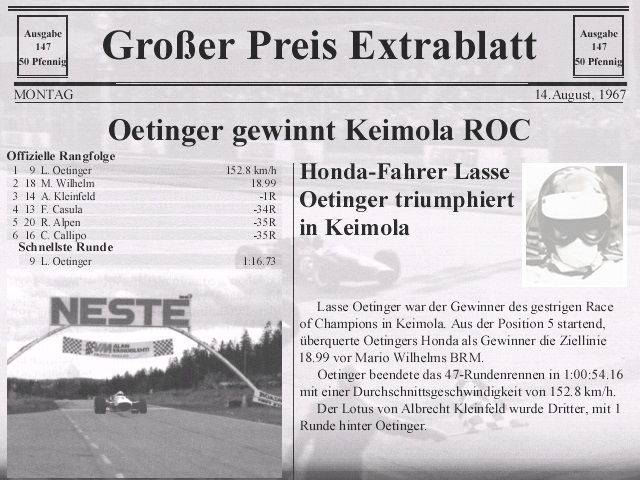 Ausgabe
147
50 Pfennig
Großer Preis Extrablatt
Ausgabe
147
50 Pfennig
MONTAG
14.August, 1967
Oetinger gewinnt Keimola ROC
Offizielle Rangfolge
1 9 L. Oetinger 152.8 km/h
2 18 M. Wilhelm 18.99
3 14 A. Kleinfeld -1R
4 13 F. Casula -34R
5 20 R. Alpen -35R
6 16 C. Callipo -35R
Schnellste Runde
9 L. Oetinger 1:16.73
NESTE
Honda-Fahrer Lasse
Oetinger triumphiert
in Keimola
Lasse Oetinger war der Gewinner des gestrigen Race
of Champions in Keimola. Aus der Position 5 startend,
überquerte Oetingers Honda als Gewinner die Ziellinie
18.99 vor Mario Wilhelms BRM.
Oetinger beendete das 47-Rundenrennen in 1:00:54.16
mit einer Durchschnittsgeschwindigkeit von 152.8 km/h.
Der Lotus von Albrecht Kleinfeld wurde Dritter, mit 1
Runde hinter Oetinger.